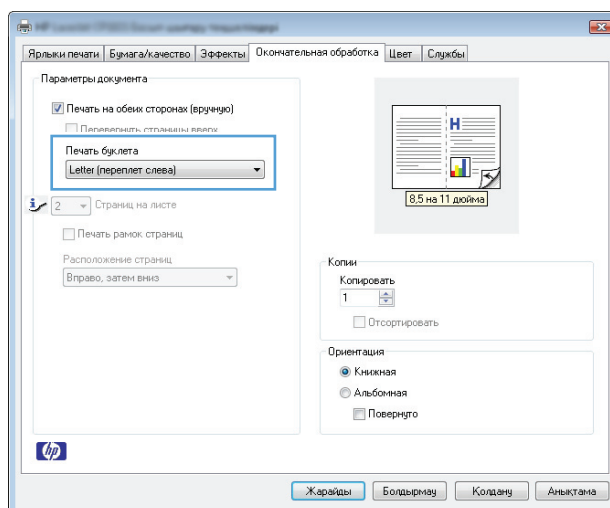 Ярлыки печати Бумага/качество Эффекты Окончательная обработка Цвет Службы
Параметры документа
Печать на обеих сторонах (вручную)
Перевернуть страницы вверх
Печать буклета
Letter (переплет слева)
2 Страниц на листе
Печать рамок страниц
Расположение страниц
Вправо, затем вниз
H
8,5 на 11 дюйма
Копии
Копировать
1
Отсортировать
Ориентация
Книжная
Альбомная
Повернуто
hp
Жарайды Болдырмау Қолдану Анықтама